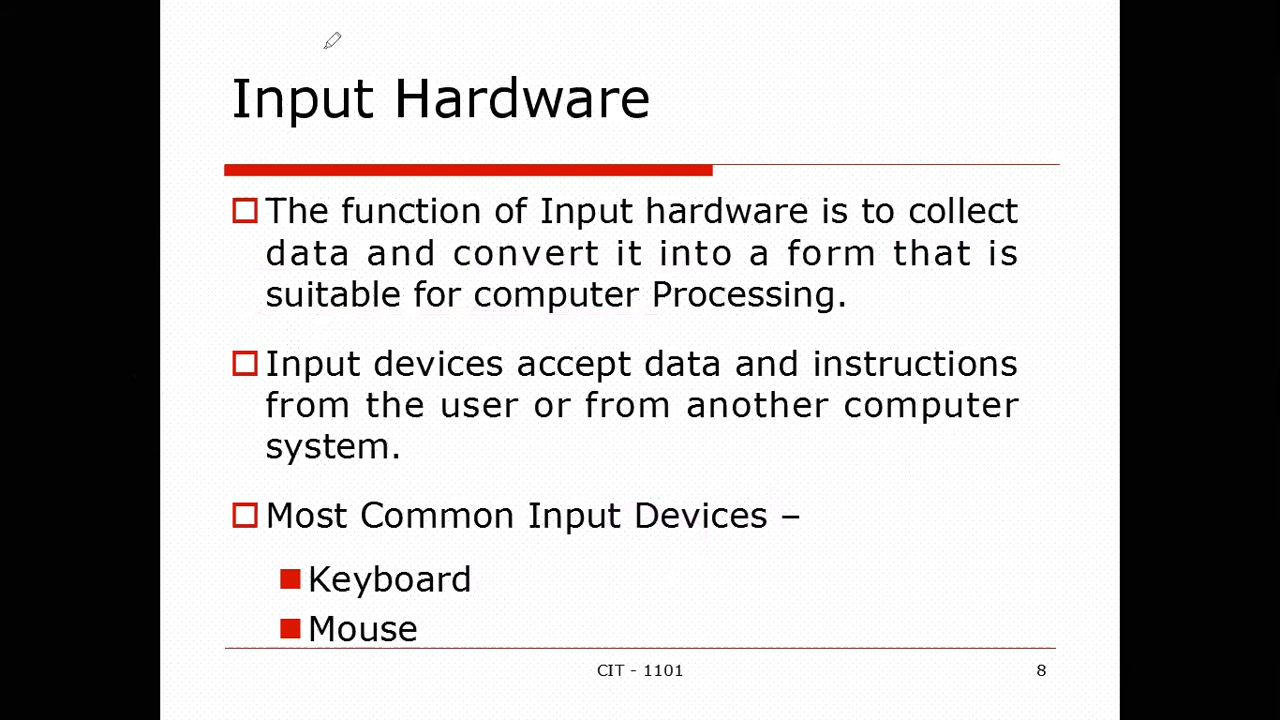 Input Hardware
The function of Input hardware is to collect
data and convert it into a form that is
suitable for computer Processing.
Input devices accept data and instructions
from the user or from another computer
system.
Most Common Input Devices –
Keyboard
Mouse
CIT - 1101
8